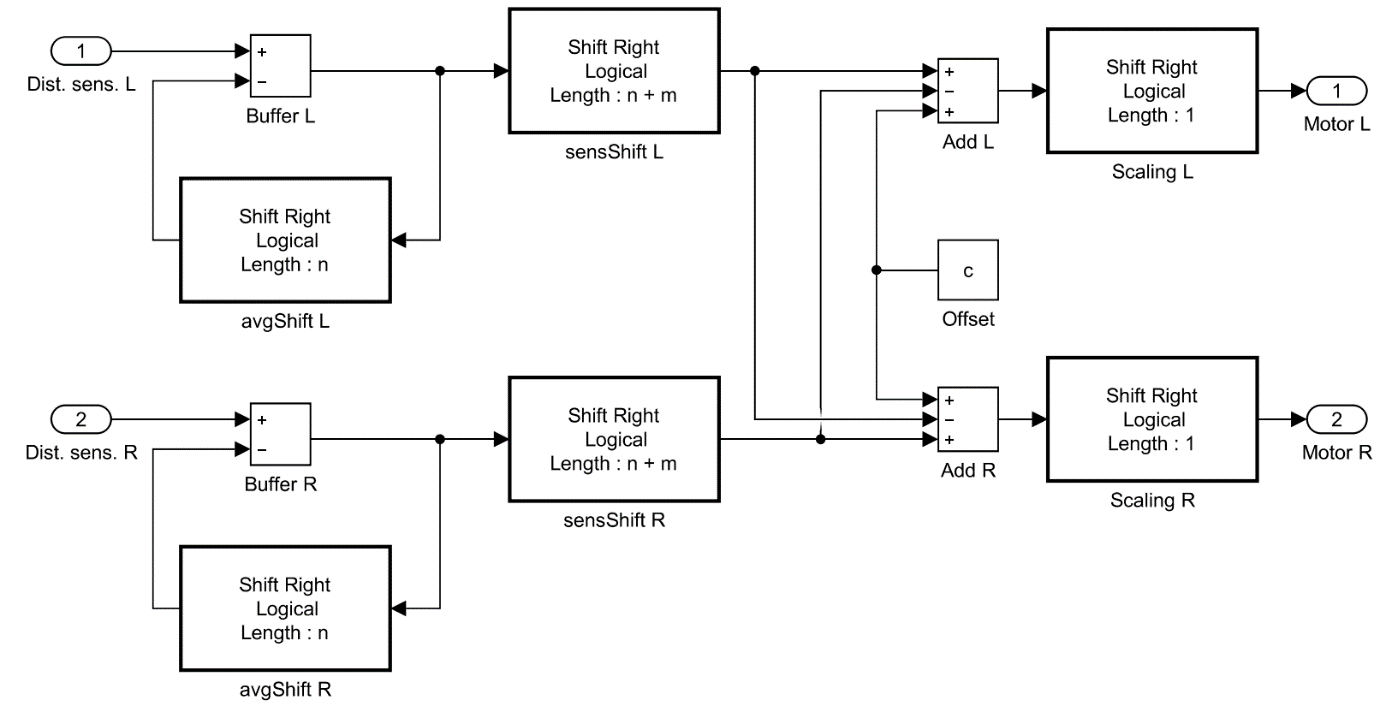 1
Dist. sens. L
+
−
Buffer L
Shift Right
Logical
Length : n
avgShift L
Shift Right
Logical
Length : n + m
sensShift L
+
−
+
Add L
Shift Right
Logical
Length : 1
Scaling L
1
Motor L
c
Offset
2
Dist. sens. R
+
−
Buffer R
Shift Right
Logical
Length : n
avgShift R
Shift Right
Logical
Length : n + m
sensShift R
+
−
+
Add R
Shift Right
Logical
Length : 1
Scaling R
2
Motor R